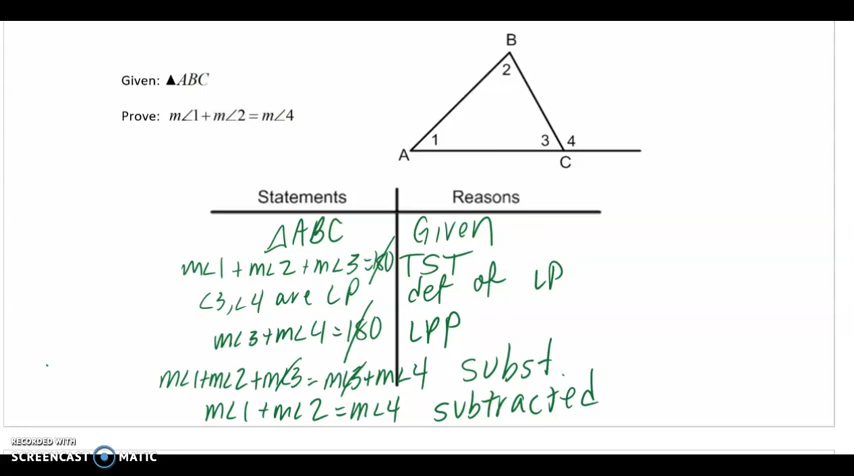 Given: ▲ABC
Prove: m∠1 + m∠2 = m∠4
B
2
1
3 4
A
C
Statements Reasons
△ABC Given
m∠1 + m∠2 + m∠3 = 180 TST
∠3, ∠4 are LP def of LP
m∠3 + m∠4 = 180 LPP
m∠1 + m∠2 + m∠3 = m∠3 + m∠4 subst.
m∠1 + m∠2 = m∠4 subtracted
RECORDED WITH
SCREENCAST MATIC